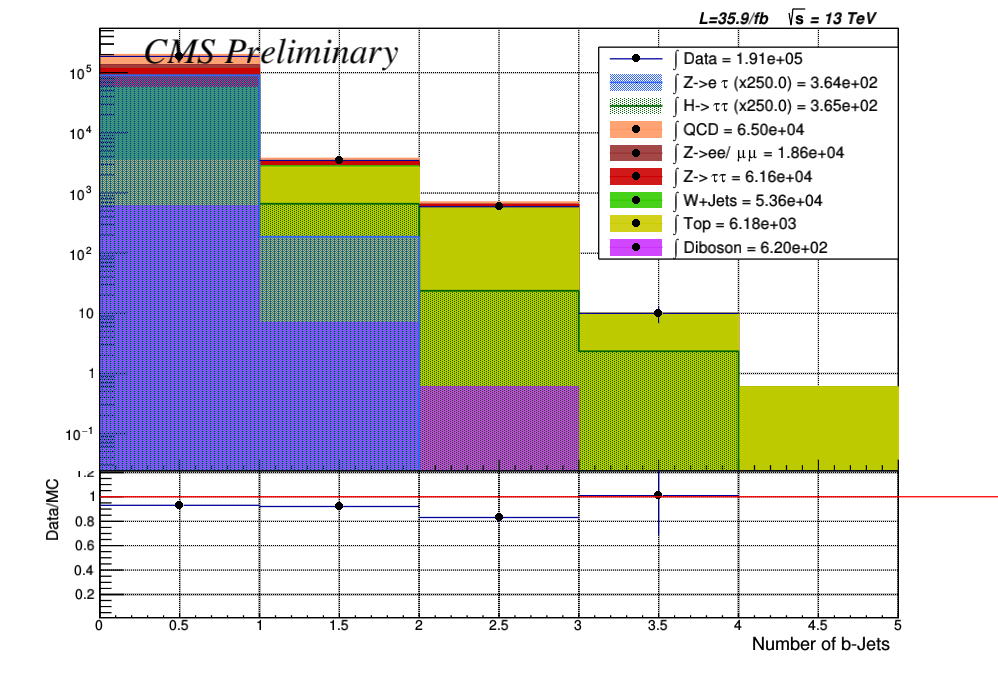 L=35.9/fb √s = 13 TeV
CMS Preliminary
∫ Data = 1.91e+05
∫ Z->e τ (x250.0) = 3.64e+02
∫ H-> ττ (x250.0) = 3.65e+02
∫ QCD = 6.50e+04
∫ Z->ee/ μμ = 1.86e+04
∫ Z-> ττ = 6.16e+04
∫ W+Jets = 5.36e+04
∫ Top = 6.18e+03
∫ Diboson = 6.20e+02
10⁵
10⁴
10³
10²
10
1
10⁻¹
1.2
1
0.8
0.6
0.4
0.2
Data/MC
0 0.5 1 1.5 2 2.5 3 3.5 4 4.5 5
Number of b-Jets